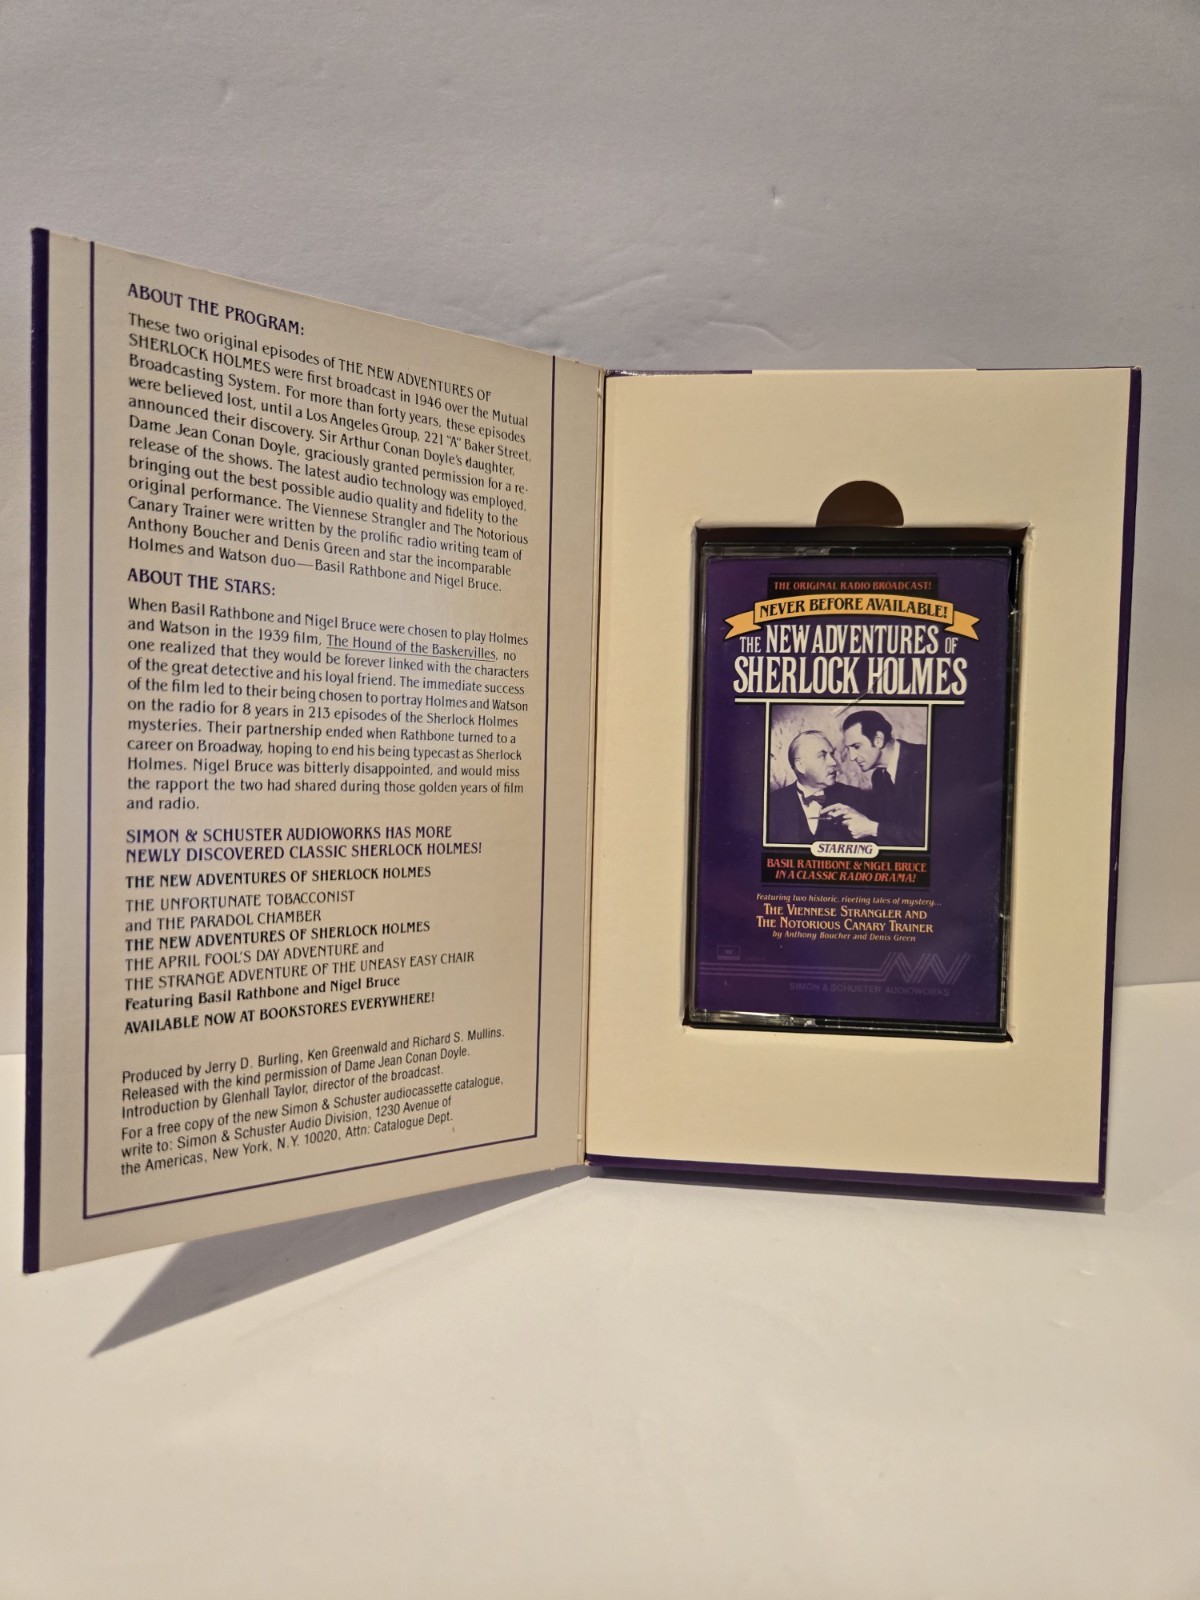 ABOUT THE PROGRAM:
These two original episodes of THE NEW ADVENTURES OF
SHERLOCK HOLMES were first broadcast in 1946 over the Mutual
Broadcasting System. For more than forty years, these episodes
were believed lost, until a Los Angeles Group, 221 "A" Baker Street,
announced their discovery. Sir Arthur Conan Doyle's daughter,
Dame Jean Conan Doyle, graciously granted permission for a re-
release of the shows. The latest audio technology was employed,
bringing out the best possible audio quality and fidelity to the
original performance. The Viennese Strangler and The Notorious
Canary Trainer were written by the prolific radio writing team of
Anthony Boucher and Denis Green and star the incomparable
Holmes and Watson duo—Basil Rathbone and Nigel Bruce.
ABOUT THE STARS:
When Basil Rathbone and Nigel Bruce were chosen to play Holmes
and Watson in the 1939 film, The Hound of the Baskervilles, no
one realized that they would be forever linked with the characters
of the great detective and his loyal friend. The immediate success
of the film led to their being chosen to portray Holmes and Watson
on the radio for 8 years in 213 episodes of the Sherlock Holmes
mysteries. Their partnership ended when Rathbone turned to a
career on Broadway, hoping to end his being typecast as Sherlock
Holmes. Nigel Bruce was bitterly disappointed, and would miss
the rapport the two had shared during those golden years of film
and radio.
SIMON & SCHUSTER AUDIOWORKS HAS MORE
NEWLY DISCOVERED CLASSIC SHERLOCK HOLMES!
THE NEW ADVENTURES OF SHERLOCK HOLMES
THE UNFORTUNATE TOBACCONIST
and THE PARADOL CHAMBER
THE NEW ADVENTURES OF SHERLOCK HOLMES
THE APRIL FOOL'S DAY ADVENTURE and
THE STRANGE ADVENTURE OF THE UNEASY EASY CHAIR
Featuring Basil Rathbone and Nigel Bruce
AVAILABLE NOW AT BOOKSTORES EVERYWHERE!
Produced by Jerry D. Burling, Ken Greenwald and Richard S. Mullins.
Released with the kind permission of Dame Jean Conan Doyle.
Introduction by Glenhall Taylor, director of the broadcast.
For a free copy of the new Simon & Schuster audiocassette catalogue,
write to: Simon & Schuster Audio Division, 1230 Avenue of
the Americas, New York, N.Y. 10020, Attn: Catalogue Dept.
THE ORIGINAL RADIO BROADCAST!
NEVER BEFORE AVAILABLE!
THE NEW ADVENTURES OF
SHERLOCK HOLMES
STARRING
BASIL RATHBONE & NIGEL BRUCE
IN A CLASSIC RADIO DRAMA!
Featuring two historic, riveting tales of mystery...
THE VIENNESE STRANGLER AND
THE NOTORIOUS CANARY TRAINER
by Anthony Boucher and Denis Green
SIMON & SCHUSTER AUDIOWORKS